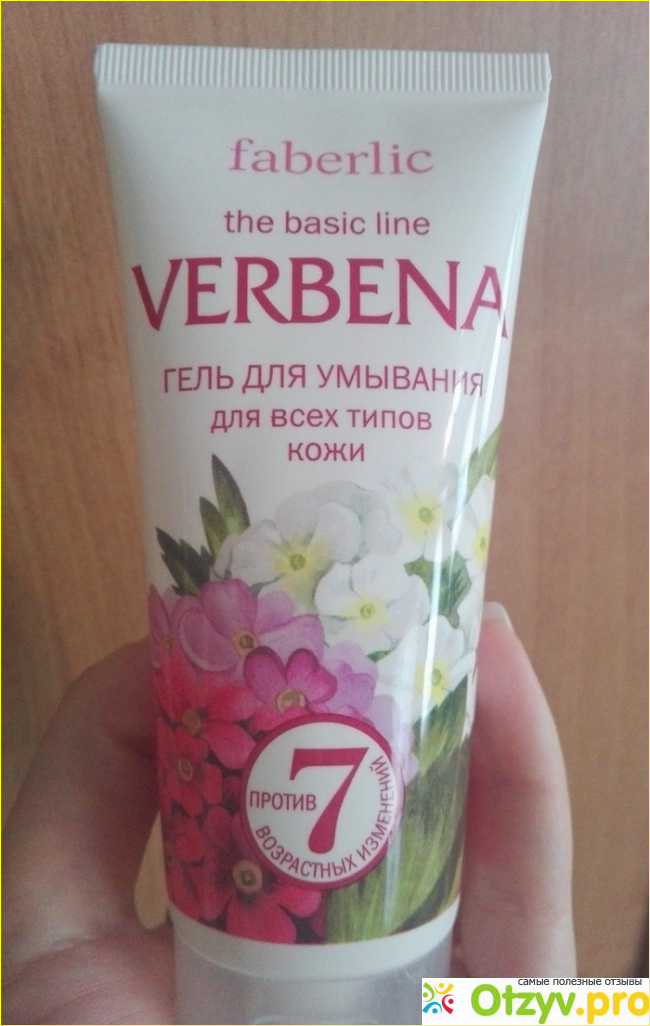 faberlic
the basic line
VERBENA
ГЕЛЬ ДЛЯ УМЫВАНИЯ
ДЛЯ ВСЕХ ТИПОВ
КОЖИ
ПРОТИВ 7
ВОЗРАСТНЫХ ИЗМЕНЕНИЙ
самые полезные отзывы
Otzyv.pro